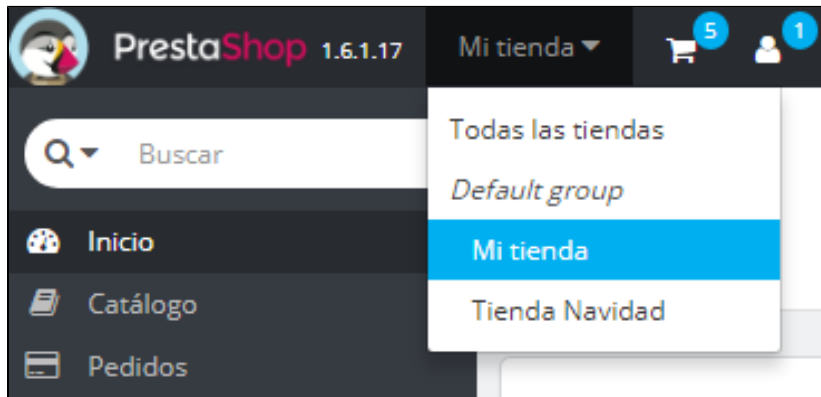 PrestaShop 1.6.1.17 Mi tienda 5 1
Buscar
Todas las tiendas
Default group
Mi tienda
Tienda Navidad
Inicio
Catálogo
Pedidos